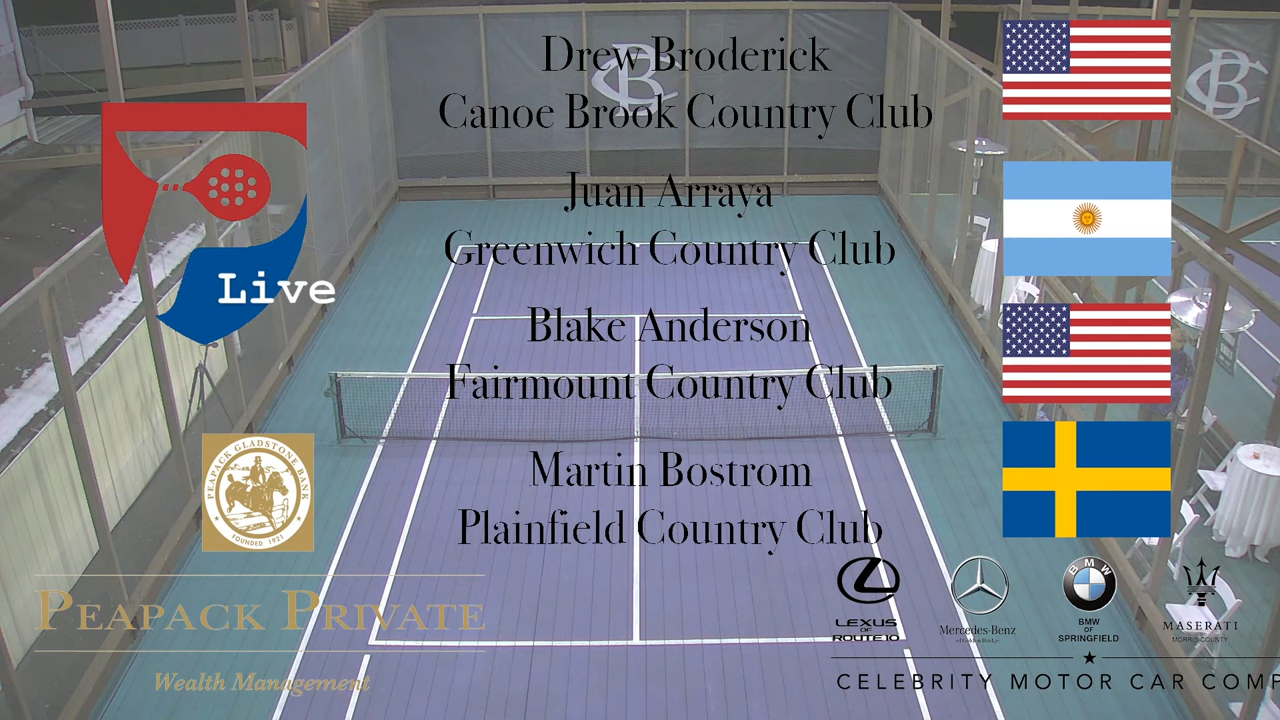 Drew Broderick
Canoe Brook Country Club
Juan Arraya
Greenwich Country Club
Blake Anderson
Fairmount Country Club
Martin Bostrom
Plainfield Country Club
Live
PEAPACK GLADSTONE BANK
FOUNDED 1921
PEAPACK PRIVATE
Wealth Management
LEXUS
OF
ROUTE 10
Mercedes-Benz
BMW
BMW
OF
SPRINGFIELD
MASERATI
MORRIS COUNTY
CELEBRITY MOTOR CAR COMP